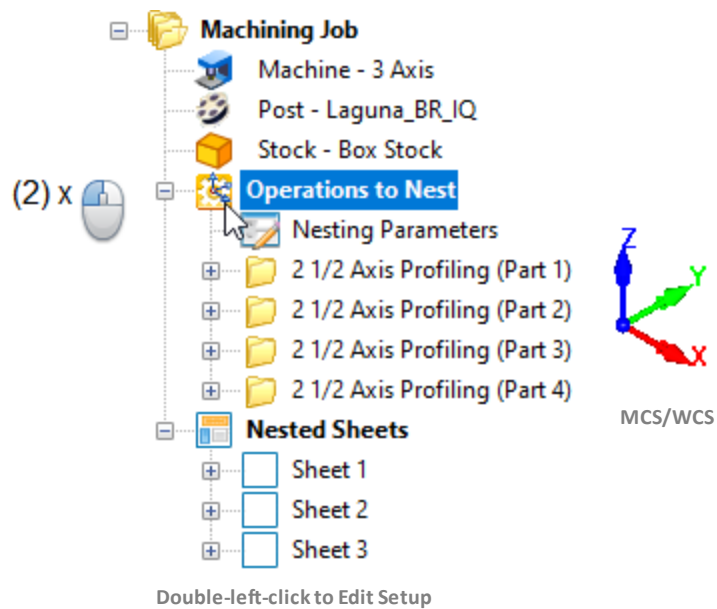 Machining Job
Machine - 3 Axis
Post - Laguna_BR_IQ
Stock - Box Stock
(2) x
Operations to Nest
Nesting Parameters
2 1/2 Axis Profiling (Part 1)
2 1/2 Axis Profiling (Part 2)
2 1/2 Axis Profiling (Part 3)
2 1/2 Axis Profiling (Part 4)
Z
Y
X
MCS/WCS
Nested Sheets
Sheet 1
Sheet 2
Sheet 3
Double-left-click to Edit Setup